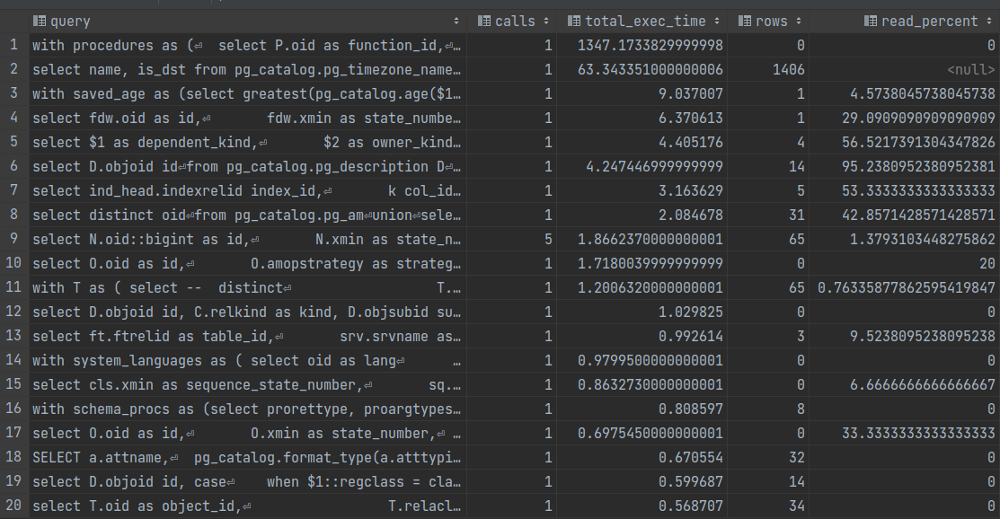 query calls total_exec_time rows read_percent
1 with procedures as (⏎ select P.oid as function_id,⏎… 1 1347.1733829999998 0 0
2 select name, is_dst from pg_catalog.pg_timezone_name… 1 63.343351000000006 1406 <null>
3 with saved_age as (select greatest(pg_catalog.age($1… 1 9.037007 1 4.5738045738045738
4 select fdw.oid as id,⏎ fdw.xmin as state_numbe… 1 6.370613 1 29.0909090909090909
5 select $1 as dependent_kind,⏎ $2 as owner_kind… 1 4.405176 4 56.5217391304347826
6 select D.objoid id⏎from pg_catalog.pg_description D⏎… 1 4.247446999999999 14 95.2380952380952381
7 select ind_head.indexrelid index_id,⏎ k col_id… 1 3.163629 5 53.3333333333333333
8 select distinct oid⏎from pg_catalog.pg_am⏎union⏎sele… 1 2.084678 31 42.8571428571428571
9 select N.oid::bigint as id,⏎ N.xmin as state_n… 5 1.8662370000000001 65 1.3793103448275862
10 select O.oid as id,⏎ O.amopstrategy as strateg… 1 1.7180039999999999 0 20
11 with T as ( select -- distinct⏎ T.… 1 1.2006320000000001 65 0.76335877862595419847
12 select D.objoid id, C.relkind as kind, D.objsubid su… 1 1.029825 0 0
13 select ft.ftrelid as table_id,⏎ srv.srvname as… 1 0.992614 3 9.5238095238095238
14 with system_languages as ( select oid as lang⏎ … 1 0.9799500000000001 0 0
15 select cls.xmin as sequence_state_number,⏎ sq.… 1 0.8632730000000001 0 6.6666666666666667
16 with schema_procs as (select prorettype, proargtypes… 1 0.808597 8 0
17 select O.oid as id,⏎ O.xmin as state_number,⏎ … 1 0.6975450000000001 0 33.3333333333333333
18 SELECT a.attname,⏎ pg_catalog.format_type(a.atttypi… 1 0.670554 32 0
19 select D.objoid id, case⏎ when $1::regclass = cla… 1 0.599687 14 0
20 select T.oid as object_id,⏎ T.relacl… 1 0.568707 34 0